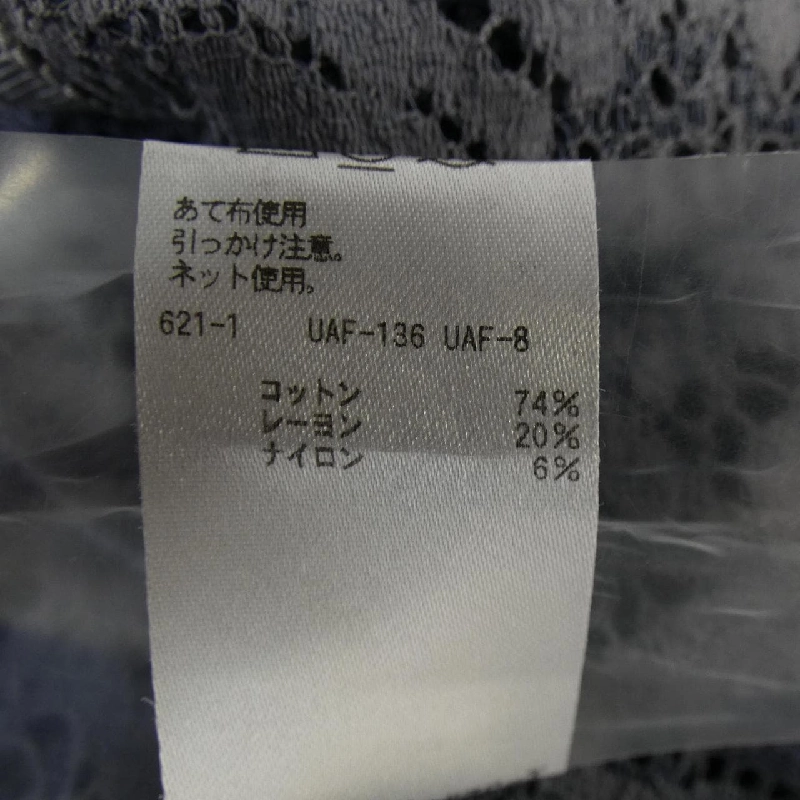 あて布使用
引っかけ注意。
ネット使用。
621-1 UAF-136 UAF-8
コットン 74%
レーヨン 20%
ナイロン 6%